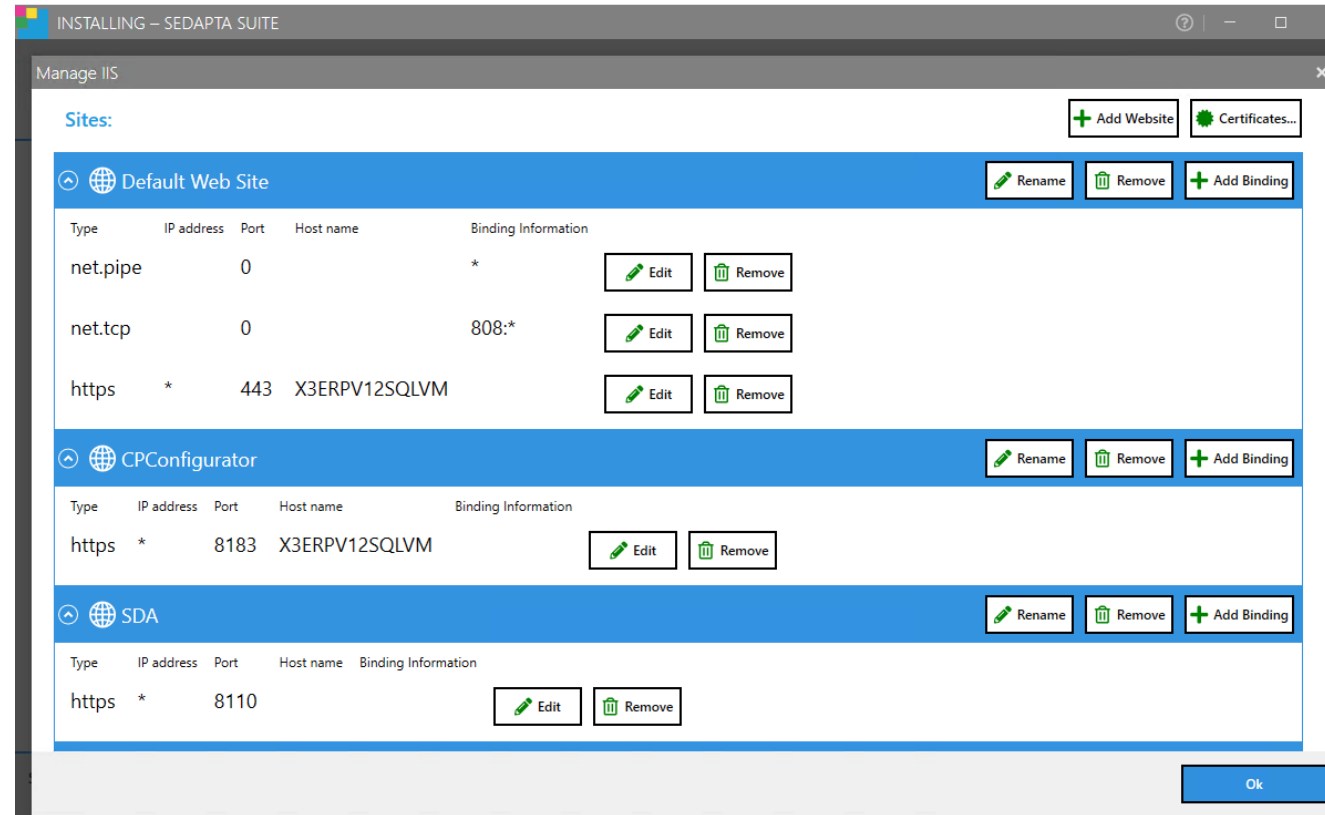 INSTALLING – SEDAPTA SUITE
Manage IIS
Sites:
Add Website
Certificates...
Default Web Site
Rename
Remove
Add Binding
Type IP address Port Host name Binding Information
net.pipe 0 * Edit Remove
net.tcp 0 808:* Edit Remove
https * 443 X3ERPV12SQLVM Edit Remove
CPConfigurator
Rename
Remove
Add Binding
Type IP address Port Host name Binding Information
https * 8183 X3ERPV12SQLVM Edit Remove
SDA
Rename
Remove
Add Binding
Type IP address Port Host name Binding Information
https * 8110 Edit Remove
Ok